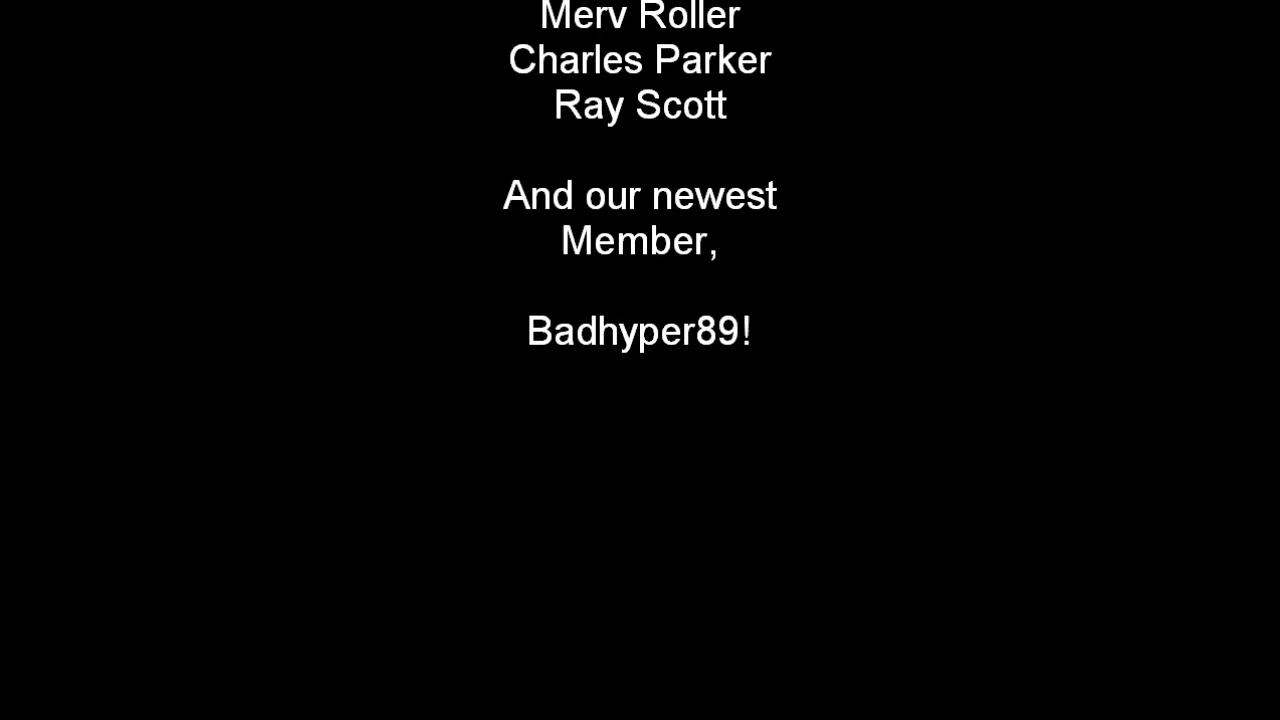 Merv Roller
Charles Parker
Ray Scott
And our newest
Member,
Badhyper89!